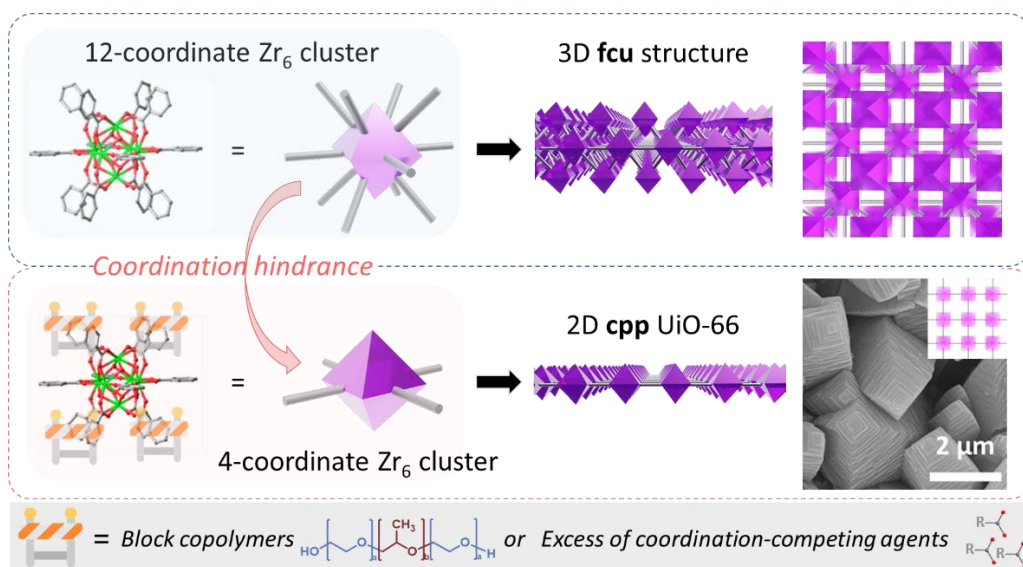 12-coordinate Zr₆ cluster
3D fcu structure
=
Coordination hindrance
2D cpp UiO-66
=
4-coordinate Zr₆ cluster
2 μm
= Block copolymers HO [ O ]a [ CH₃ O ]b [ O ]a H or Excess of coordination-competing agents
R
R R